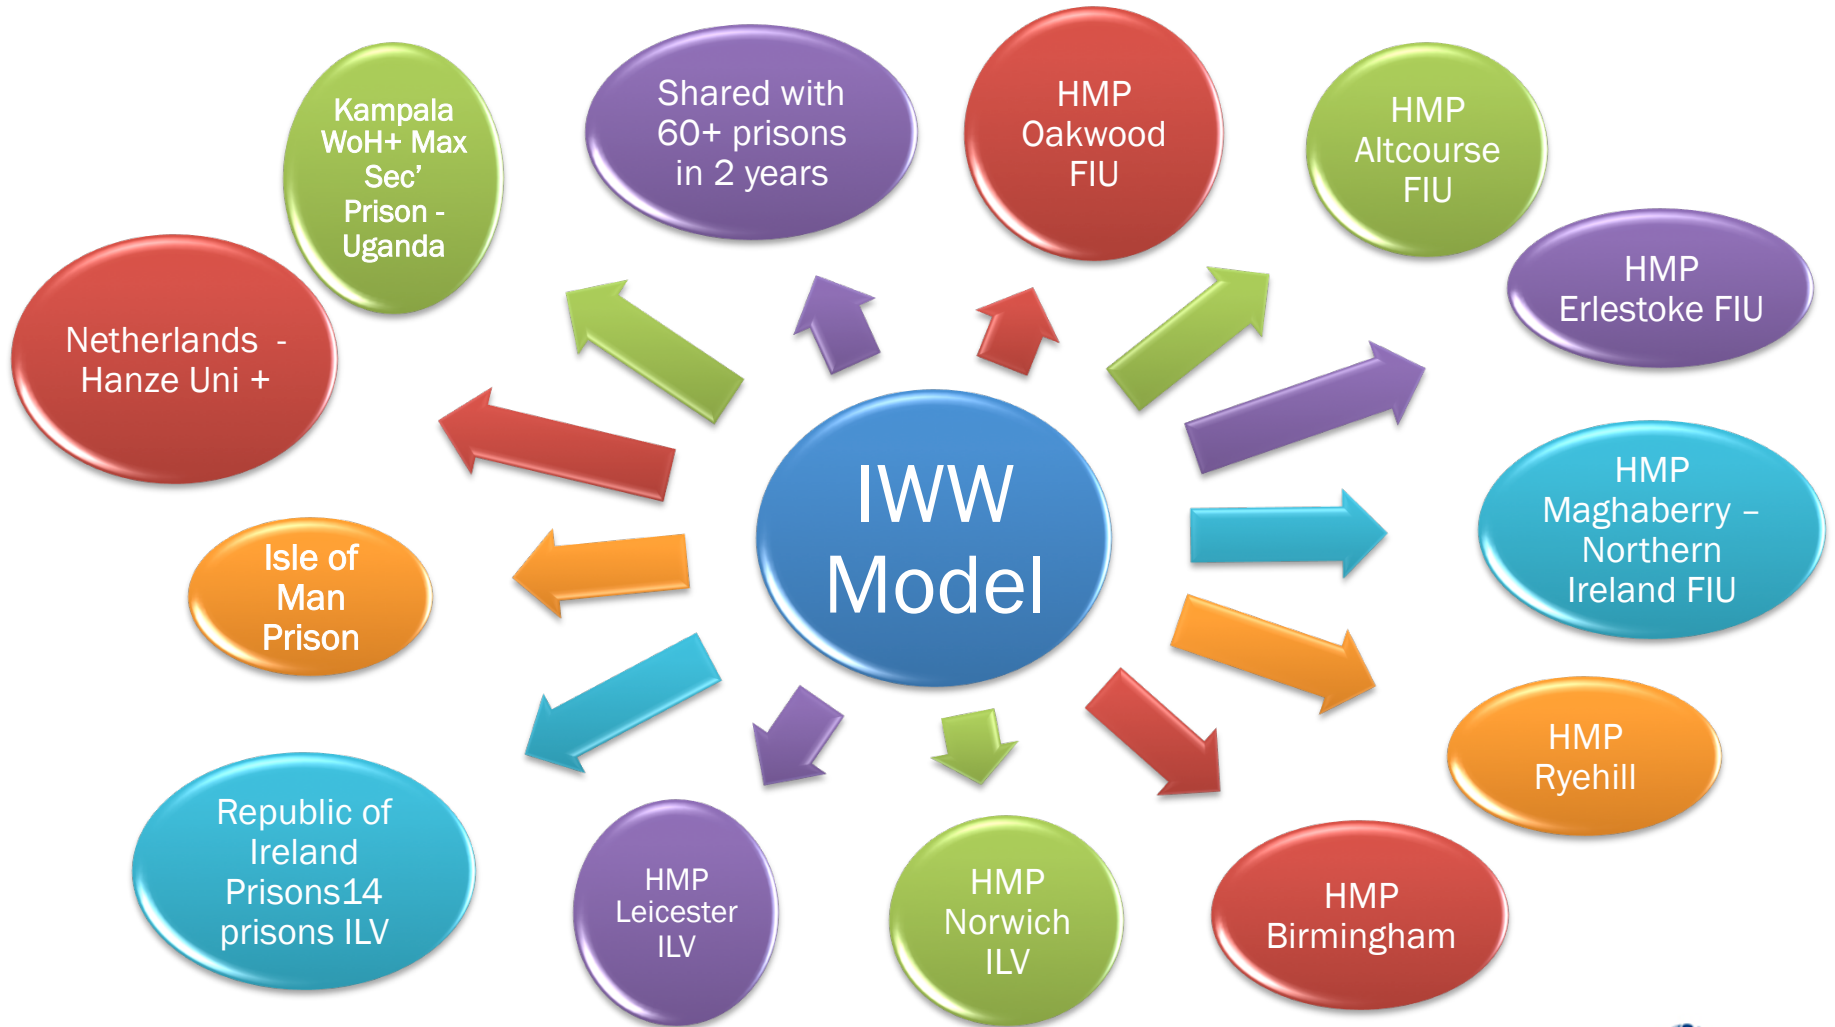 Kampala
WoH+ Max
Sec’
Prison -
Uganda
Shared with
60+ prisons
in 2 years
HMP
Oakwood
FIU
HMP
Altcourse
FIU
HMP
Erlestoke FIU
Netherlands -
Hanze Uni +
IWW
Model
HMP
Maghaberry –
Northern
Ireland FIU
Isle of
Man
Prison
HMP
Ryehill
Republic of
Ireland
Prisons14
prisons ILV
HMP
Leicester
ILV
HMP
Norwich
ILV
HMP
Birmingham